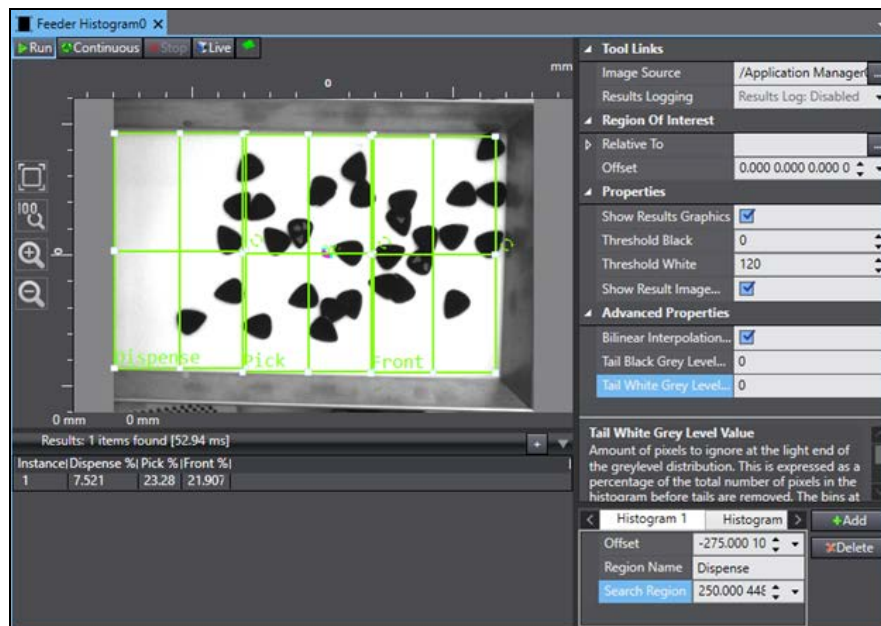 Feeder Histogram0 ×
Run Continuous Stop Live
mm
0
100
0
Dispense Pick Front
0 mm 0 mm
Results: 1 items found [52.94 ms]
Instance Dispense % Pick % Front %
1 7.521 23.28 21.907
Tool Links
Image Source /Application Manager
Results Logging Results Log: Disabled
Region Of Interest
Relative To ...
Offset 0.000 0.000 0.000 0
Properties
Show Results Graphics
Threshold Black 0
Threshold White 120
Show Result Image...
Advanced Properties
Bilinear Interpolation...
Tail Black Grey Level... 0
Tail White Grey Level... 0
Tail White Grey Level Value
Amount of pixels to ignore at the light end of
the greylevel distribution. This is expressed as a
percentage of the total number of pixels in the
histogram before tails are removed. The bins at
< Histogram 1 Histogram > +Add
Offset -275.000 10 Delete
Region Name Dispense
Search Region 250.000 448